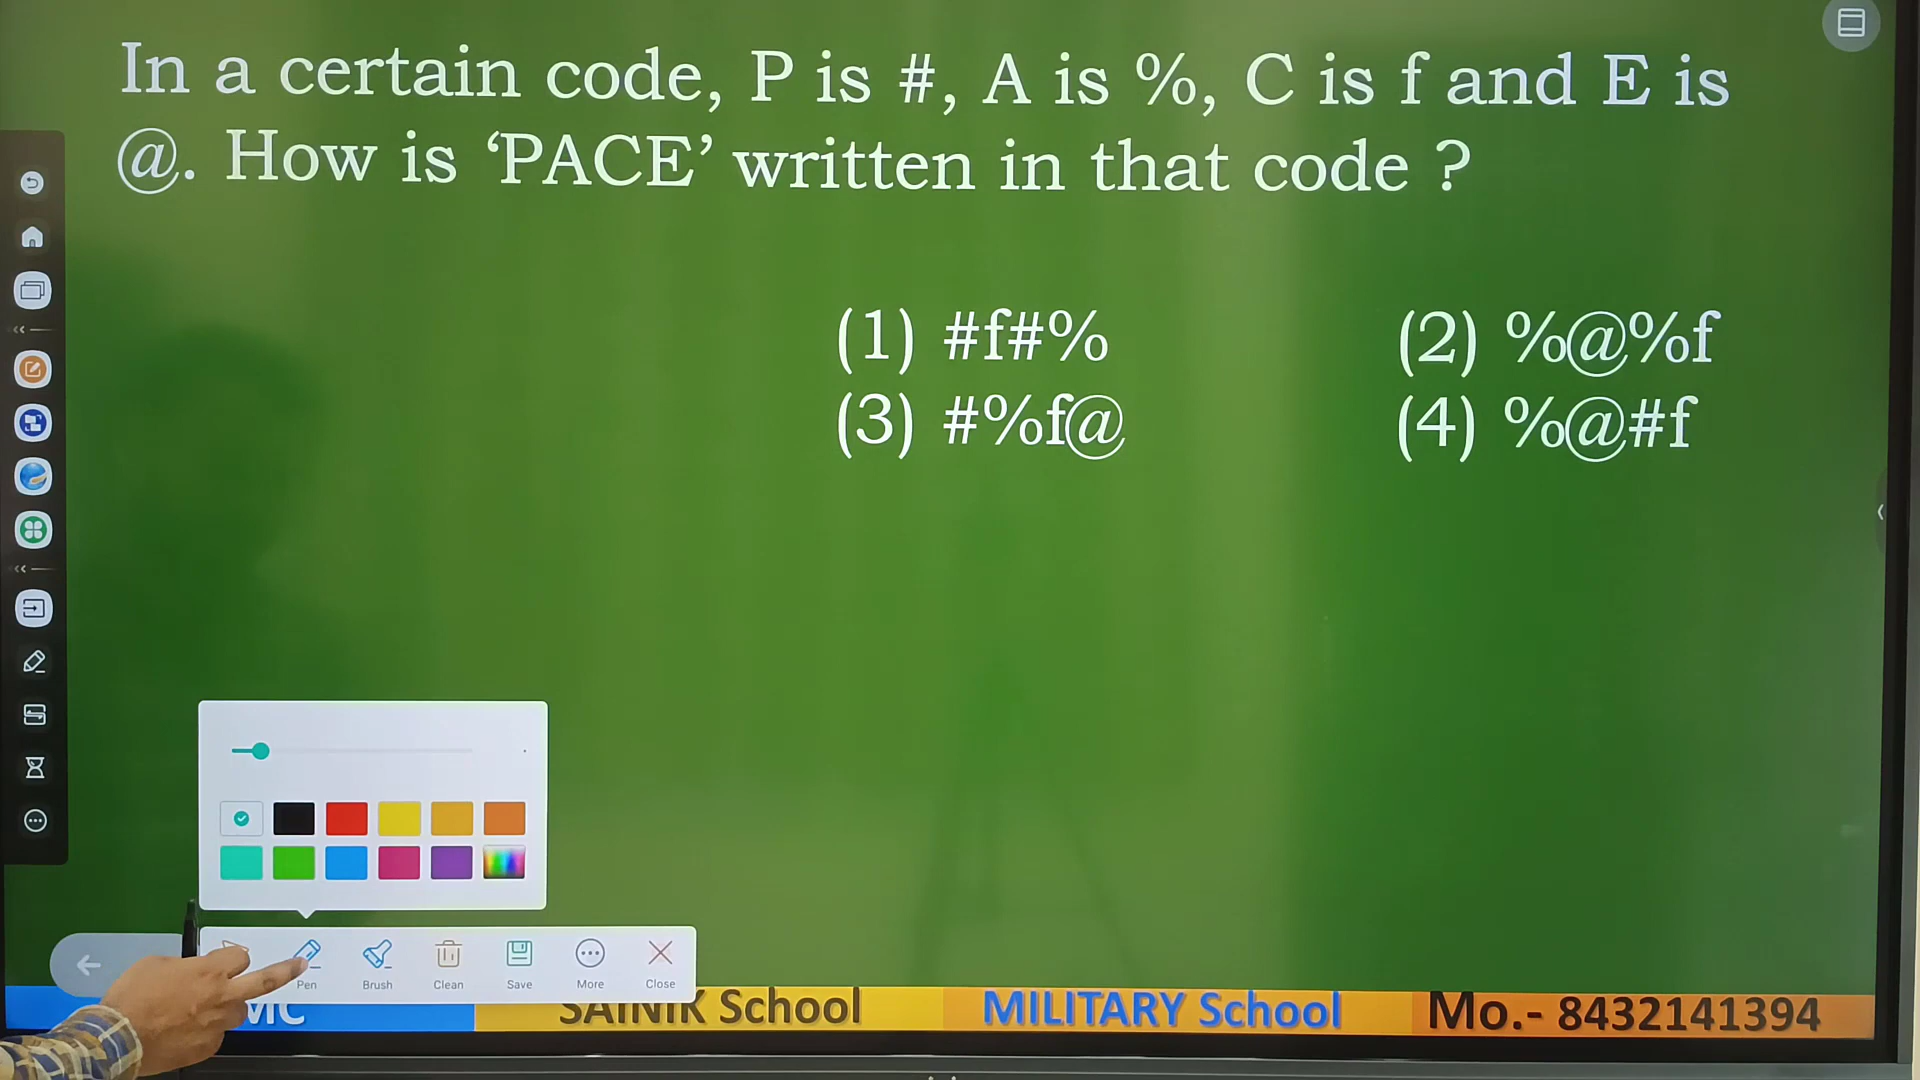 In a certain code, P is #, A is %, C is f and E is
@. How is ‘PACE’ written in that code ?
(1) #f#% (2) %@%f
(3) #%f@ (4) %@#f
Pen Brush Clean Save More Close
SAINIK School MILITARY School Mo.- 8432141394